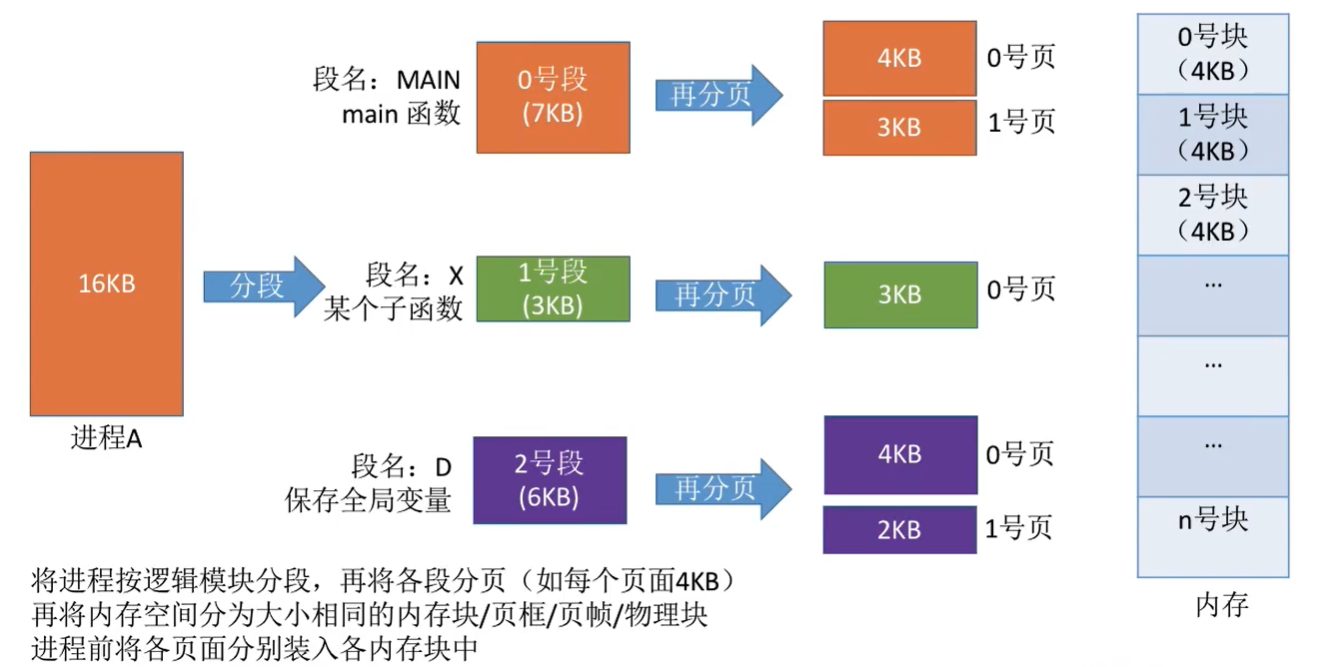 段名：MAIN
main 函数
0号段
(7KB)
再分页
4KB
0号页
3KB
1号页
16KB
进程A
分段
段名：X
某个子函数
1号段
(3KB)
再分页
3KB
0号页
段名：D
保存全局变量
2号段
(6KB)
再分页
4KB
0号页
2KB
1号页
0号块
（4KB）
1号块
（4KB）
2号块
（4KB）
...
...
...
n号块
内存
将进程按逻辑模块分段，再将各段分页（如每个页面4KB）
再将内存空间分为大小相同的内存块/页框/页帧/物理块
进程前将各页面分别装入各内存块中